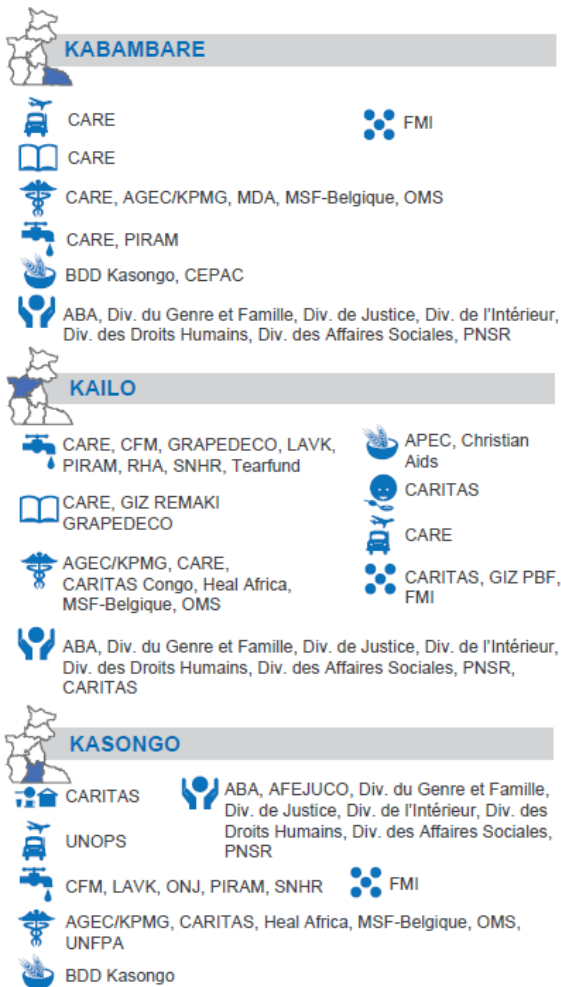 KABAMBARE
CARE
FMI
CARE
CARE, AGEC/KPMG, MDA, MSF-Belgique, OMS
CARE, PIRAM
BDD Kasongo, CEPAC
ABA, Div. du Genre et Famille, Div. de Justice, Div. de l'Intérieur,
Div. des Droits Humains, Div. des Affaires Sociales, PNSR
KAILO
CARE, CFM, GRAPEDECO, LAVK,
PIRAM, RHA, SNHR, Tearfund
APEC, Christian
Aids
CARITAS
CARE, GIZ REMAKI
GRAPEDECO
CARE
AGEC/KPMG, CARE,
CARITAS Congo, Heal Africa,
MSF-Belgique, OMS
CARITAS, GIZ PBF,
FMI
ABA, Div. du Genre et Famille, Div. de Justice, Div. de l'Intérieur,
Div. des Droits Humains, Div. des Affaires Sociales, PNSR,
CARITAS
KASONGO
CARITAS
ABA, AFEJUCO, Div. du Genre et Famille,
Div. de Justice, Div. de l'Intérieur, Div. des
Droits Humains, Div. des Affaires Sociales,
PNSR
UNOPS
CFM, LAVK, ONJ, PIRAM, SNHR
FMI
AGEC/KPMG, CARITAS, Heal Africa, MSF-Belgique, OMS,
UNFPA
BDD Kasongo